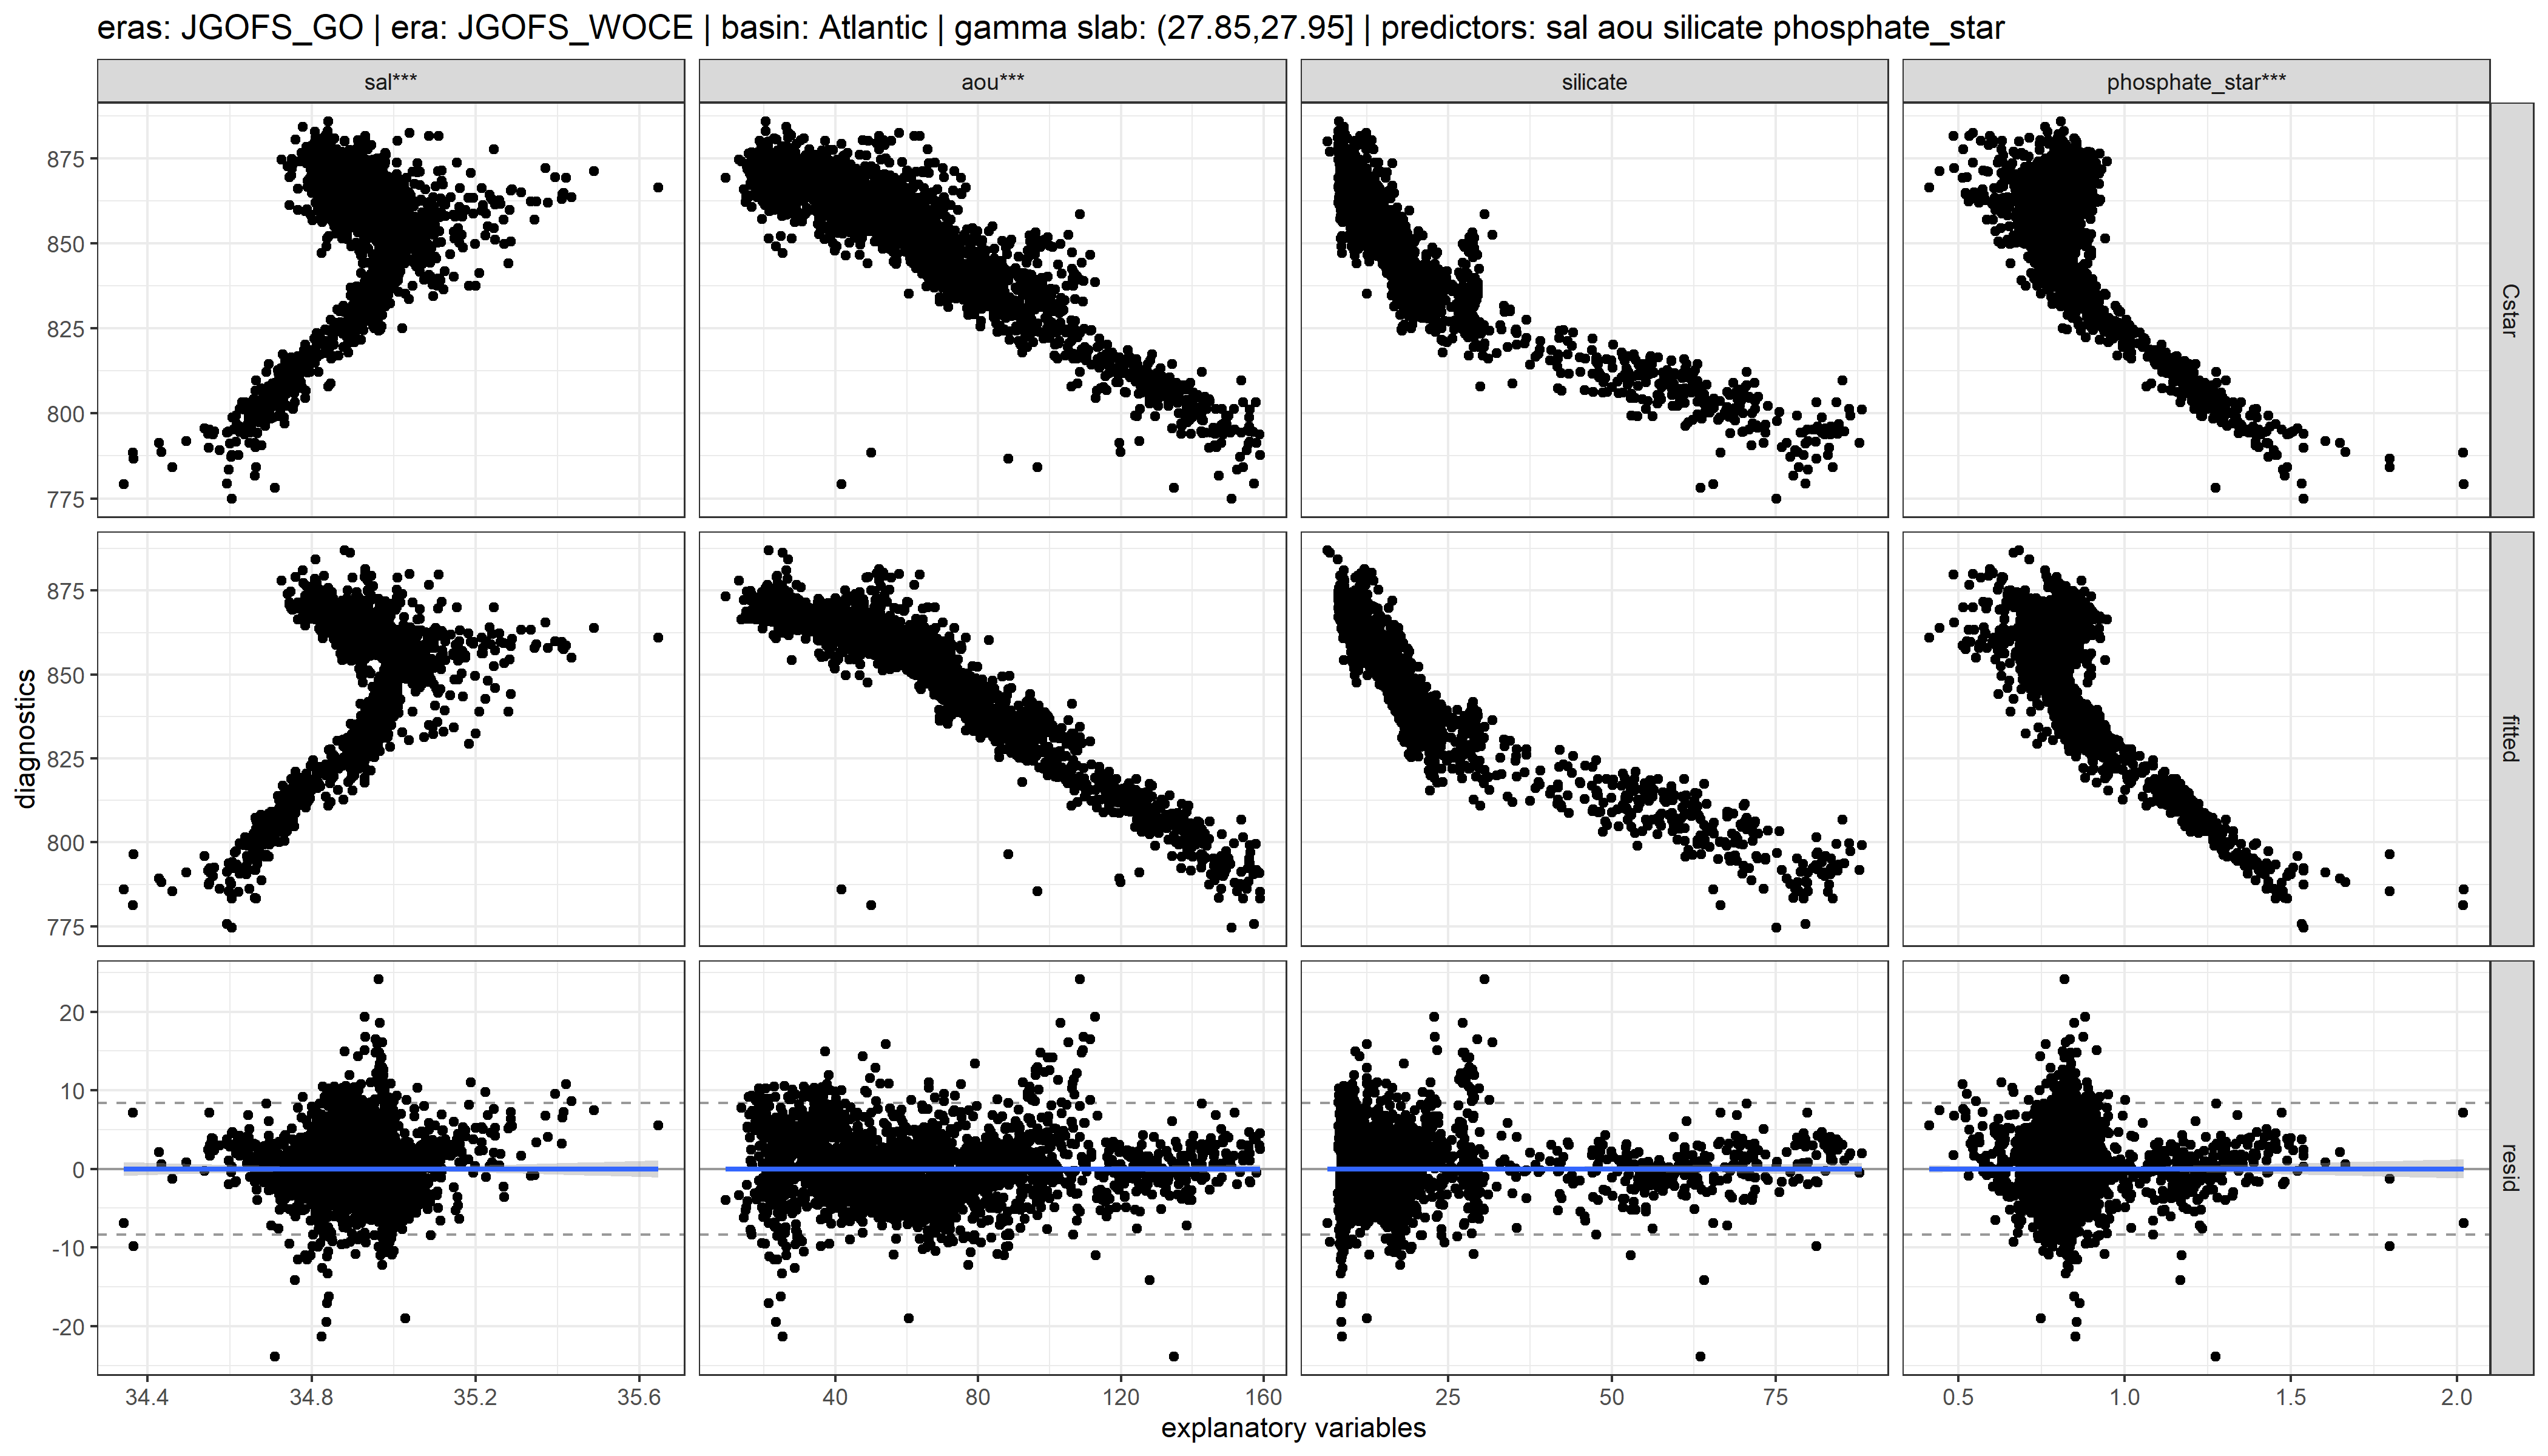 eras: JGOFS_GO | era: JGOFS_WOCE | basin: Atlantic | gamma slab: (27.85,27.95] | predictors: sal aou silicate phosphate_star
sal*** aou*** silicate phosphate_star***
875
850
825
800
775
Cstar
875
850
825
800
775
fitted
diagnostics
20
10
0
-10
-20
resid
34.4 34.8 35.2 35.6 40 80 120 160 25 50 75 0.5 1.0 1.5 2.0
explanatory variables